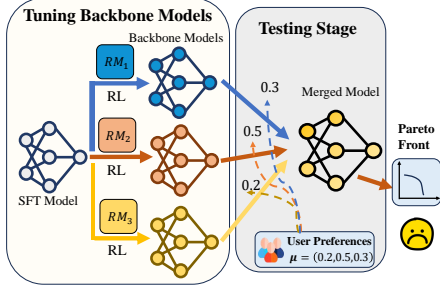 Tuning Backbone Models
Backbone Models
RM₁
RL
RM₂
RL
RM₃
RL
SFT Model
Testing Stage
0.3
0.5
0.2
Merged Model
User Preferences
μ = (0.2,0.5,0.3)
Pareto
Front